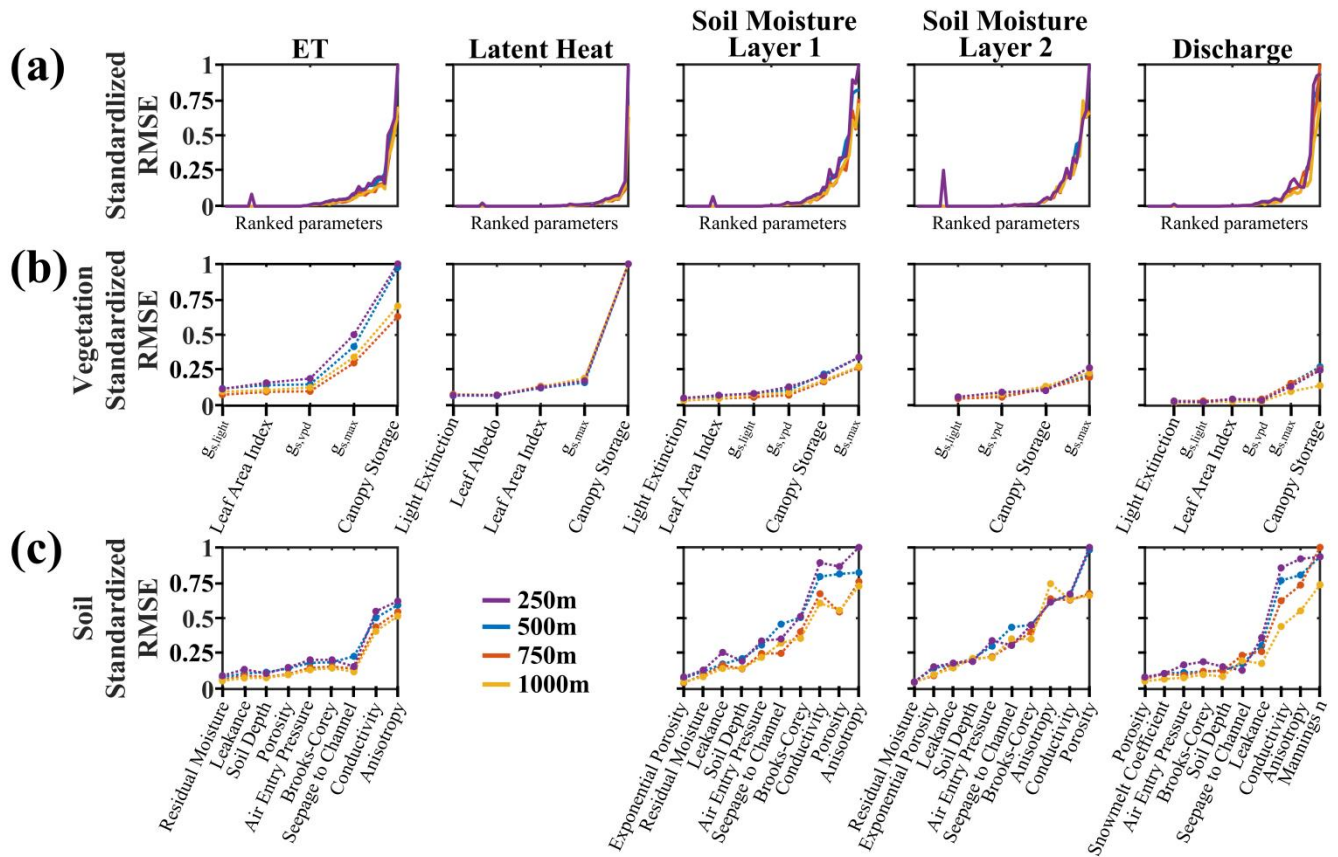 ET
Latent Heat
Soil Moisture
Layer 1
Soil Moisture
Layer 2
Discharge
(a)
Standardlized
RMSE
1
0.75
0.5
0.25
0
Ranked parameters
Ranked parameters
Ranked parameters
Ranked parameters
Ranked parameters
(b)
Vegetation
Standardized
RMSE
1
0.75
0.5
0.25
0
gs,light
Leaf Area Index
gs,vpd
gs,max
Canopy Storage
Light Extinction
Leaf Albedo
Leaf Area Index
gs,max
Canopy Storage
Light Extinction
Leaf Area Index
gs,light
gs,vpd
Canopy Storage
gs,max
gs,light
gs,vpd
Canopy Storage
gs,max
Light Extinction
gs,light
Leaf Area Index
gs,vpd
gs,max
Canopy Storage
(c)
Soil
Standardized
RMSE
1
0.75
0.5
0.25
0
250m
500m
750m
1000m
Residual Moisture
Leakance
Soil Depth
Porosity
Air Entry Pressure
Brooks-Corey
Seepage to Channel
Conductivity
Anisotropy
Exponential Porosity
Residual Moisture
Leakance
Soil Depth
Air Entry Pressure
Seepage to Channel
Brooks-Corey
Conductivity
Porosity
Anisotropy
Residual Moisture
Exponential Porosity
Leakance
Soil Depth
Air Entry Pressure
Seepage to Channel
Brooks-Corey
Anisotropy
Conductivity
Porosity
Porosity
Snowmelt Coefficient
Air Entry Pressure
Brooks-Corey
Soil Depth
Seepage to Channel
Leakance
Conductivity
Anisotropy
Mannings n